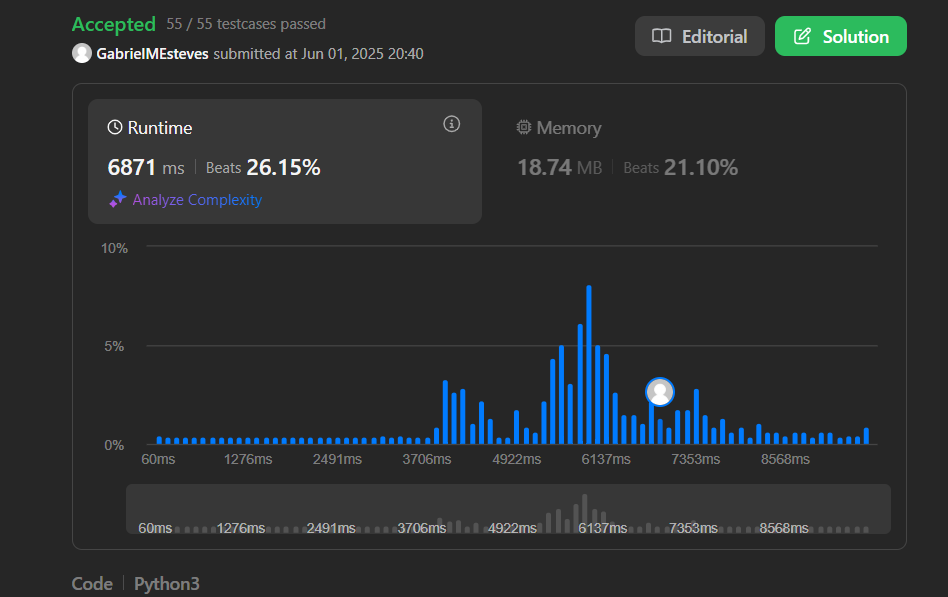 Accepted 55 / 55 testcases passed
GabrielMEsteves submitted at Jun 01, 2025 20:40
Editorial
Solution
Runtime
6871 ms Beats 26.15%
Analyze Complexity
Memory
18.74 MB Beats 21.10%
10%
5%
0%
60ms 1276ms 2491ms 3706ms 4922ms 6137ms 7353ms 8568ms
60ms 1276ms 2491ms 3706ms 4922ms 6137ms 7353ms 8568ms
Code Python3